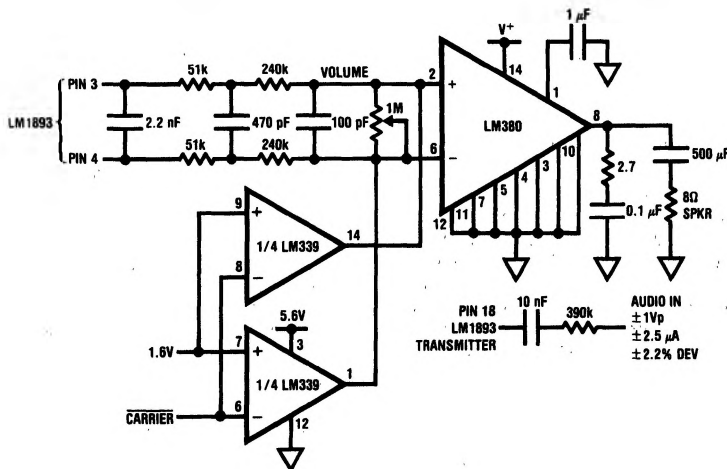 1 μF
V+
PIN 3
51k
240k
VOLUME
2
+
14
1
1M
LM1893
2.2 nF
470 pF
100 pF
LM380
8
500 μF
PIN 4
51k
240k
6
−
10
3
4
5
7
11
12
2.7
0.1 μF
8Ω
SPKR
9
+
1/4 LM339
14
8
−
5.6V
3
1.6V
7
+
1/4 LM339
1
CARRIER
6
−
12
PIN 18
LM1893
TRANSMITTER
10 nF
390k
AUDIO IN
±1Vp
±2.5 μA
±2.2% DEV